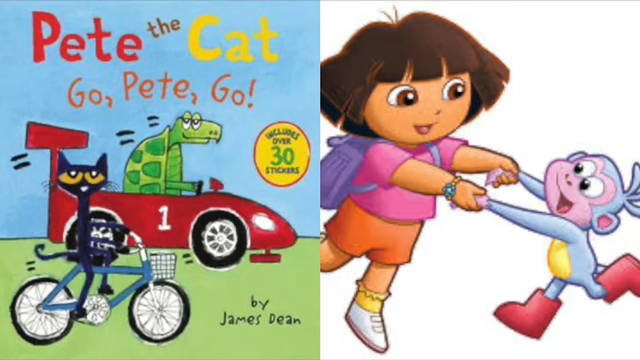 Pete the Cat
Go, Pete, Go!
INCLUDES
OVER
30
STICKERS
1
by
James Dean